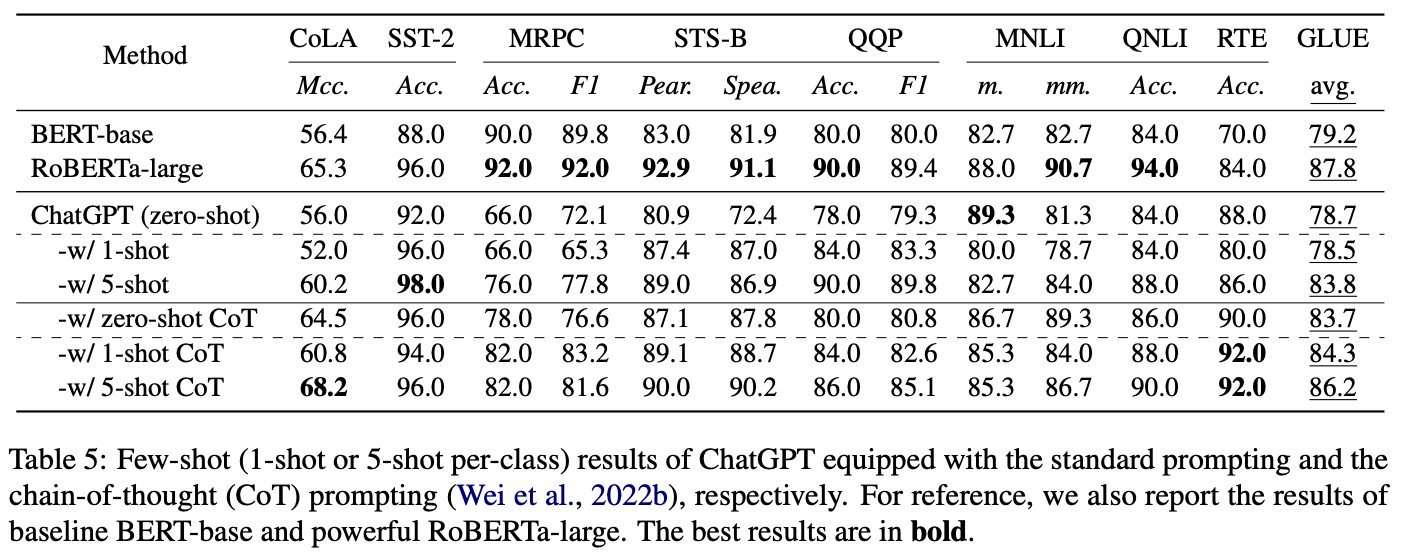 Method CoLA SST-2 MRPC STS-B QQP MNLI QNLI RTE GLUE
Mcc. Acc. Acc. F1 Pear. Spea. Acc. F1 m. mm. Acc. Acc. avg.
BERT-base 56.4 88.0 90.0 89.8 83.0 81.9 80.0 80.0 82.7 82.7 84.0 70.0 79.2
RoBERTa-large 65.3 96.0 92.0 92.0 92.9 91.1 90.0 89.4 88.0 90.7 94.0 84.0 87.8
ChatGPT (zero-shot) 56.0 92.0 66.0 72.1 80.9 72.4 78.0 79.3 89.3 81.3 84.0 88.0 78.7
-w/ 1-shot 52.0 96.0 66.0 65.3 87.4 87.0 84.0 83.3 80.0 78.7 84.0 80.0 78.5
-w/ 5-shot 60.2 98.0 76.0 77.8 89.0 86.9 90.0 89.8 82.7 84.0 88.0 86.0 83.8
-w/ zero-shot CoT 64.5 96.0 78.0 76.6 87.1 87.8 80.0 80.8 86.7 89.3 86.0 90.0 83.7
-w/ 1-shot CoT 60.8 94.0 82.0 83.2 89.1 88.7 84.0 82.6 85.3 84.0 88.0 92.0 84.3
-w/ 5-shot CoT 68.2 96.0 82.0 81.6 90.0 90.2 86.0 85.1 85.3 86.7 90.0 92.0 86.2
Table 5: Few-shot (1-shot or 5-shot per-class) results of ChatGPT equipped with the standard prompting and the
chain-of-thought (CoT) prompting (Wei et al., 2022b), respectively. For reference, we also report the results of
baseline BERT-base and powerful RoBERTa-large. The best results are in bold.